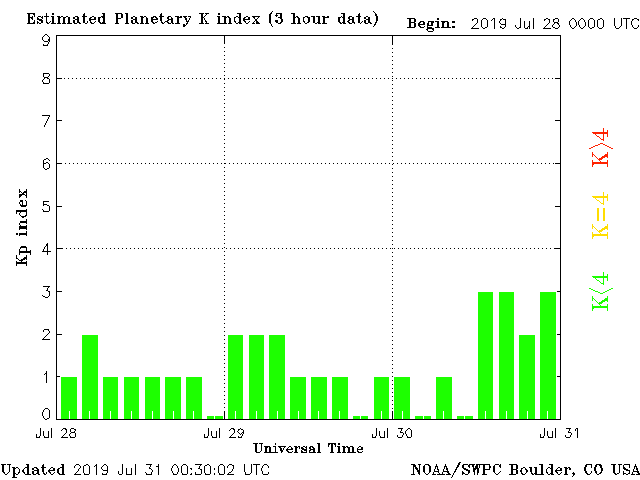 Estimated Planetary K index (3 hour data) Begin: 2019 Jul 28 0000 UTC
9
8
7
6
5
4
3
2
1
0
Kp index
Jul 28 Jul 29 Jul 30 Jul 31
Universal Time
K>4
K=4
K<4
Updated 2019 Jul 31 00:30:02 UTC NOAA/SWPC Boulder, CO USA